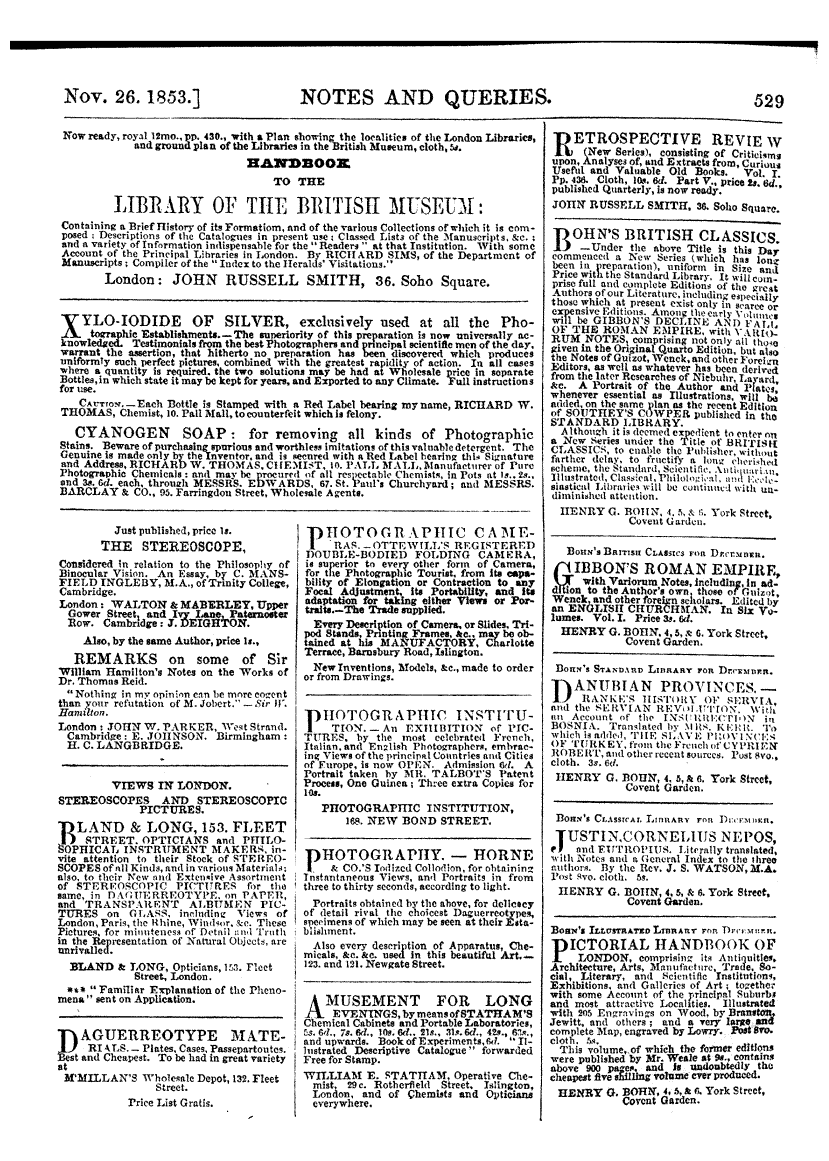 Nov. 26. 1853.] NOTES AND QUERIES. 529
Now ready, royal 12mo., pp. 430., with a Plan showing the localities of the London Libraries,
and ground plan of the Libraries in the British Museum, cloth, 5s.
HANDBOOK
TO THE
LIBRARY OF THE BRITISH MUSEUM:
Containing a Brief History of its Formation, and of the various Collections of which it is com-
posed; Descriptions of the Catalogues in present use; Classed Lists of the Manuscripts, &c.;
and a variety of Information indispensable for the "Readers" at that Institution. With some
Account of the Principal Libraries in London. By RICHARD SIMS, of the Department of
Manuscripts; Compiler of the "Index to the Heralds' Visitations."
London: JOHN RUSSELL SMITH, 36. Soho Square.
XYLO-IODIDE OF SILVER, exclusively used at all the Pho-
tographic Establishments.—The superiority of this preparation is now universally ac-
knowledged. Testimonials from the best Photographers and principal scientific men of the day,
warrant the assertion, that hitherto no preparation has been discovered which produces
uniformly such perfect pictures, combined with the greatest rapidity of action. In all cases
where a quantity is required, the two solutions may be had at Wholesale price in separate
Bottles, in which state it may be kept for years, and Exported to any Climate. Full instructions
for use.
CAUTION.—Each Bottle is Stamped with a Red Label bearing my name, RICHARD W.
THOMAS, Chemist, 10. Pall Mall, to counterfeit which is felony.
CYANOGEN SOAP: for removing all kinds of Photographic
Stains. Beware of purchasing spurious and worthless imitations of this valuable detergent. The
Genuine is made only by the Inventor, and is secured with a Red Label bearing this Signature
and Address, RICHARD W. THOMAS, CHEMIST, 10. PALL MALL, Manufacturer of Pure
Photographic Chemicals: and may be procured of all respectable Chemists, in Pots at 1s., 2s.,
and 3s. 6d. each, through MESSRS. EDWARDS, 67. St. Paul's Churchyard; and MESSRS.
BARCLAY & CO., 95. Farringdon Street, Wholesale Agents.
Just published, price 1s.
THE STEREOSCOPE,
Considered in relation to the Philosophy of
Binocular Vision. An Essay, by C. MANS-
FIELD INGLEBY, M.A., of Trinity College,
Cambridge.
London: WALTON & MABERLEY, Upper
Gower Street, and Ivy Lane, Paternoster
Row. Cambridge: J. DEIGHTON.
Also, by the same Author, price 1s.,
REMARKS on some of Sir
William Hamilton's Notes on the Works of
Dr. Thomas Reid.
"Nothing in my opinion can be more cogent
than your refutation of M. Jobert."—Sir W.
Hamilton.
London: JOHN W. PARKER, West Strand.
Cambridge: E. JOHNSON. Birmingham:
H. C. LANGBRIDGE.
VIEWS IN LONDON.
STEREOSCOPES AND STEREOSCOPIC
PICTURES.
BLAND & LONG, 153. FLEET
STREET, OPTICIANS and PHILO-
SOPHICAL INSTRUMENT MAKERS, in-
vite attention to their Stock of STEREO-
SCOPES of all Kinds, and in various Materials;
also, to their New and Extensive Assortment
of STEREOSCOPIC PICTURES for the
same, in DAGUERREOTYPE, on PAPER,
and TRANSPARENT ALBUMEN PIC-
TURES on GLASS, including Views of
London, Paris, the Rhine, Windsor, &c. These
Pictures, for minuteness of Detail and Truth
in the Representation of Natural Objects, are
unrivalled.
BLAND & LONG, Opticians, 153. Fleet
Street, London.
*** "Familiar Explanation of the Pheno-
mena" sent on Application.
DAGUERREOTYPE MATE-
RIALS.—Plates, Cases, Passepartoutes.
Best and Cheapest. To be had in great variety
at
M'MILLAN'S Wholesale Depot, 132. Fleet
Street.
Price List Gratis.
PHOTOGRAPHIC CAME-
RAS.—OTTEWILL'S REGISTERED
DOUBLE-BODIED FOLDING CAMERA,
is superior to every other form of Camera,
for the Photographic Tourist, from its capa-
bility of Elongation or Contraction to any
Focal Adjustment, its Portability, and its
adaptation for taking either Views or Por-
traits.—The Trade supplied.
Every Description of Camera, or Slides, Tri-
pod Stands, Printing Frames, &c., may be ob-
tained at his MANUFACTORY, Charlotte
Terrace, Barnsbury Road, Islington.
New Inventions, Models, &c., made to order
or from Drawings.
PHOTOGRAPHIC INSTITU-
TION.—An EXHIBITION of PIC-
TURES, by the most celebrated French,
Italian, and English Photographers, embrac-
ing Views of the principal Countries and Cities
of Europe, is now OPEN. Admission 6d. A
Portrait taken by MR. TALBOT'S Patent
Process, One Guinea; Three extra Copies for
10s.
PHOTOGRAPHIC INSTITUTION,
168. NEW BOND STREET.
PHOTOGRAPHY.—HORNE
& CO.'S Iodized Collodion, for obtaining
Instantaneous Views, and Portraits in from
three to thirty seconds, according to light.
Portraits obtained by the above, for delicacy
of detail rival the choicest Daguerreotypes,
specimens of which may be seen at their Esta-
blishment.
Also every description of Apparatus, Che-
micals, &c. &c. used in this beautiful Art.—
123. and 121. Newgate Street.
AMUSEMENT FOR LONG
EVENINGS, by means of STATHAM'S
Chemical Cabinets and Portable Laboratories,
5s. 6d., 7s. 6d., 10s. 6d., 21s., 31s. 6d., 42s., 63s.,
and upwards. Book of Experiments, 6d. "Il-
lustrated Descriptive Catalogue" forwarded
Free for Stamp.
WILLIAM E. STATHAM, Operative Che-
mist, 29c. Rotherfield Street, Islington,
London, and of Chemists and Opticians
everywhere.
RETROSPECTIVE REVIEW
(New Series), consisting of Criticisms
upon, Analyses of, and Extracts from, Curious
Useful and Valuable Old Books. Vol. I.
Pp. 436. Cloth, 10s. 6d. Part V., price 2s. 6d.,
published Quarterly, is now ready.
JOHN RUSSELL SMITH, 36. Soho Square.
BOHN'S BRITISH CLASSICS.
—Under the above Title is this Day
commenced a New Series (which has long
been in preparation), uniform in Size and
Price with the Standard Library. It will com-
prise full and complete Editions of the great
Authors of our Literature, including especially
those which at present exist only in scarce or
expensive Editions. Among the early Volumes
will be GIBBON'S DECLINE AND FALL
OF THE ROMAN EMPIRE, with VARIO-
RUM NOTES, comprising not only all those
given in the Original Quarto Edition, but also
the Notes of Guizot, Wenck, and other Foreign
Editors, as well as whatever has been derived
from the later Researches of Niebuhr, Layard,
&c. A Portrait of the Author and Plates,
whenever essential as Illustrations, will be
added, on the same plan as the recent Edition
of SOUTHEY'S COWPER published in the
STANDARD LIBRARY.
Although it is deemed expedient to enter on
a New Series under the Title of BRITISH
CLASSICS, to enable the Publisher, without
farther delay, to fructify a long cherished
scheme, the Standard, Scientific, Antiquarian,
Illustrated, Classical, Philological, and Eccle-
siastical Libraries will be continued with un-
diminished attention.
HENRY G. BOHN, 4, 5, & 6. York Street,
Covent Garden.
BOHN'S BRITISH CLASSICS FOR DECEMBER.
GIBBON'S ROMAN EMPIRE,
with Variorum Notes, including, in ad-
dition to the Author's own, those of Guizot,
Wenck, and other foreign scholars. Edited by
an ENGLISH CHURCHMAN. In Six Vo-
lumes. Vol. I. Price 3s. 6d.
HENRY G. BOHN, 4, 5, & 6. York Street,
Covent Garden.
BOHN'S STANDARD LIBRARY FOR DECEMBER.
DANUBIAN PROVINCES.—
RANKE'S HISTORY OF SERVIA,
and the SERVIAN REVOLUTION. With
an Account of the INSURRECTION in
BOSNIA. Translated by MRS. KERR. To
which is added, THE SLAVE PROVINCES
OF TURKEY, from the French of CYPRIEN
ROBERT, and other recent sources. Post 8vo.,
cloth. 3s. 6d.
HENRY G. BOHN, 4, 5, & 6. York Street,
Covent Garden.
BOHN'S CLASSICAL LIBRARY FOR DECEMBER.
JUSTIN, CORNELIUS NEPOS,
and EUTROPIUS. Literally translated,
with Notes and a General Index to the three
authors. By the Rev. J. S. WATSON, M.A.
Post 8vo. cloth. 5s.
HENRY G. BOHN, 4, 5, & 6. York Street,
Covent Garden.
BOHN'S ILLUSTRATED LIBRARY FOR DECEMBER.
PICTORIAL HANDBOOK OF
LONDON, comprising its Antiquities,
Architecture, Arts, Manufacture, Trade, So-
cial, Literary, and Scientific Institutions,
Exhibitions, and Galleries of Art; together
with some Account of the principal Suburbs
and most attractive Localities. Illustrated
with 205 Engravings on Wood, by Branston,
Jewitt, and others; and a very large and
complete Map, engraved by Lowry. Post 8vo.
cloth. 5s.
This volume, of which the former editions
were published by Mr. Weale at 9s., contains
above 900 pages, and is undoubtedly the
cheapest five shilling volume ever produced.
HENRY G. BOHN, 4, 5, & 6. York Street,
Covent Garden.